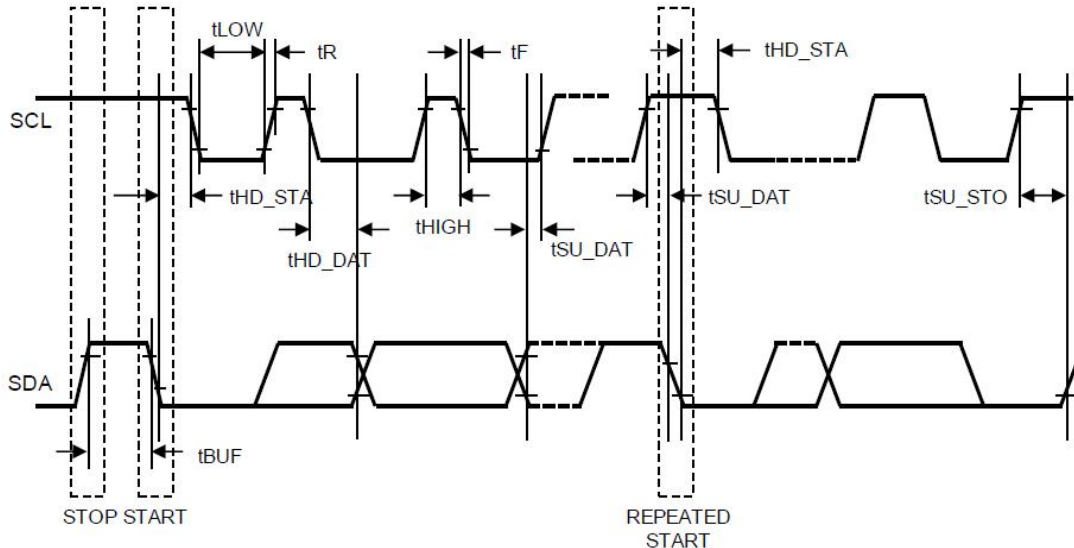 tLOW
tR
tF
tHD_STA
SCL
tHD_STA
tHIGH
tSU_DAT
tSU_STO
tHD_DAT
tSU_DAT
SDA
tBUF
STOP START
REPEATED
START